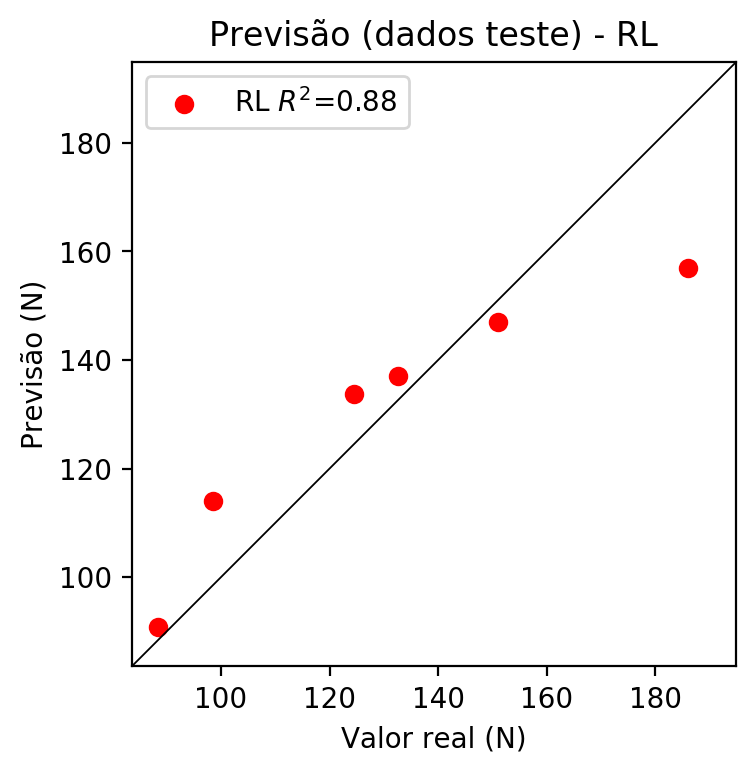 Previsão (dados teste) - RL
RL R²=0.88
180
160
140
120
100
Previsão (N)
100 120 140 160 180
Valor real (N)